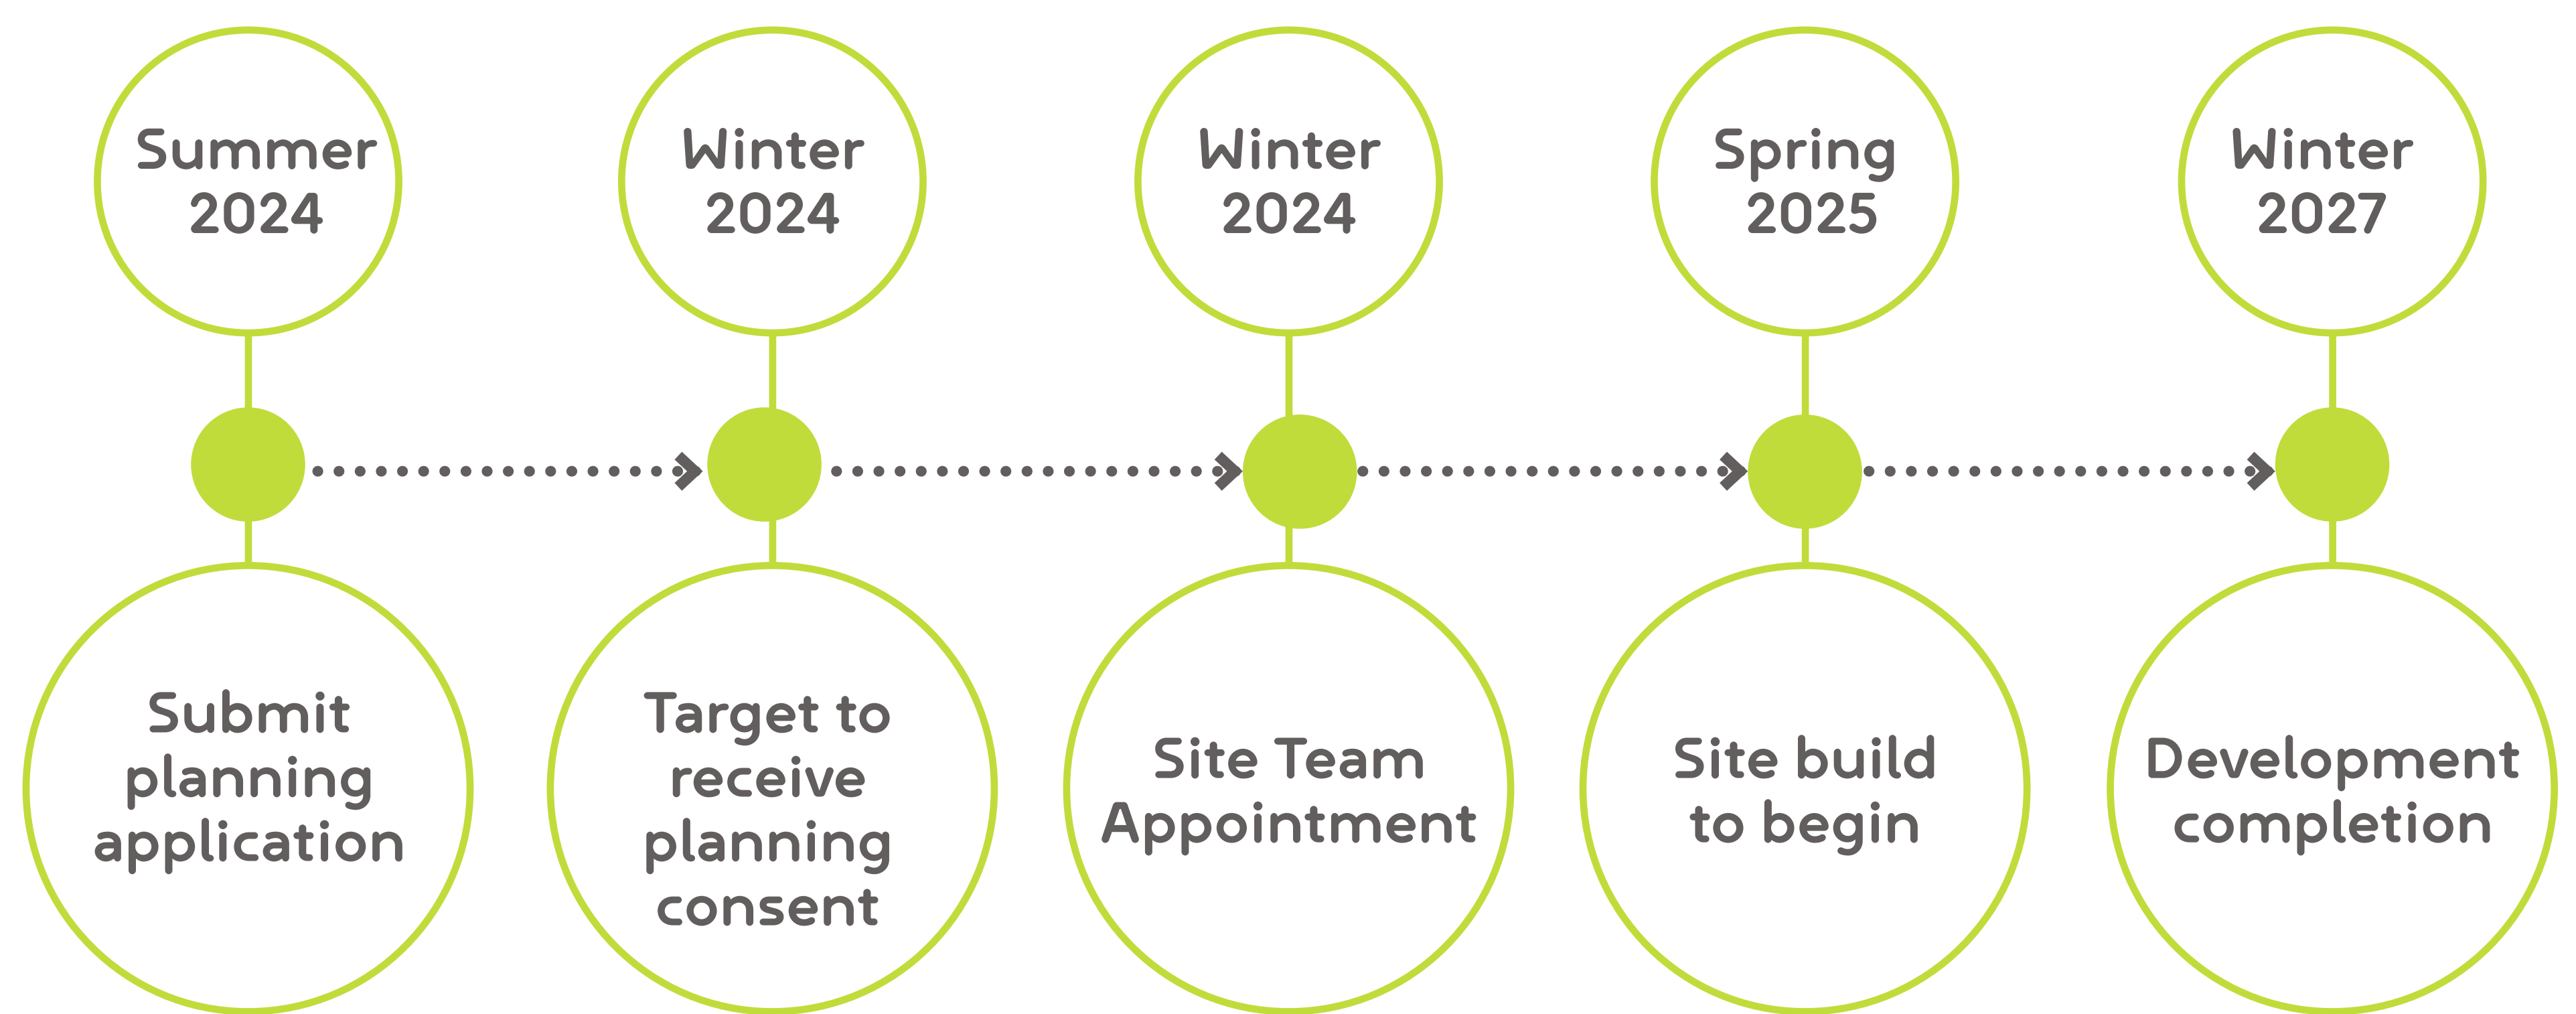 Summer
2024
Winter
2024
Winter
2024
Spring
2025
Winter
2027
Submit
planning
application
Target to
receive
planning
consent
Site Team
Appointment
Site build
to begin
Development
completion